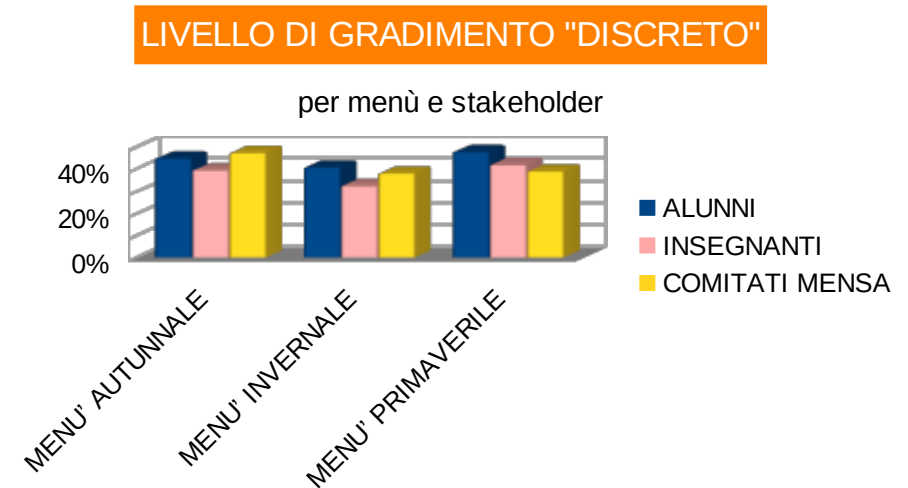 LIVELLO DI GRADIMENTO "DISCRETO"
per menù e stakeholder
40%
20%
0%
ALUNNI
INSEGNANTI
COMITATI MENSA
MENU’ AUTUNNALE
MENU’ INVERNALE
MENU’ PRIMAVERILE